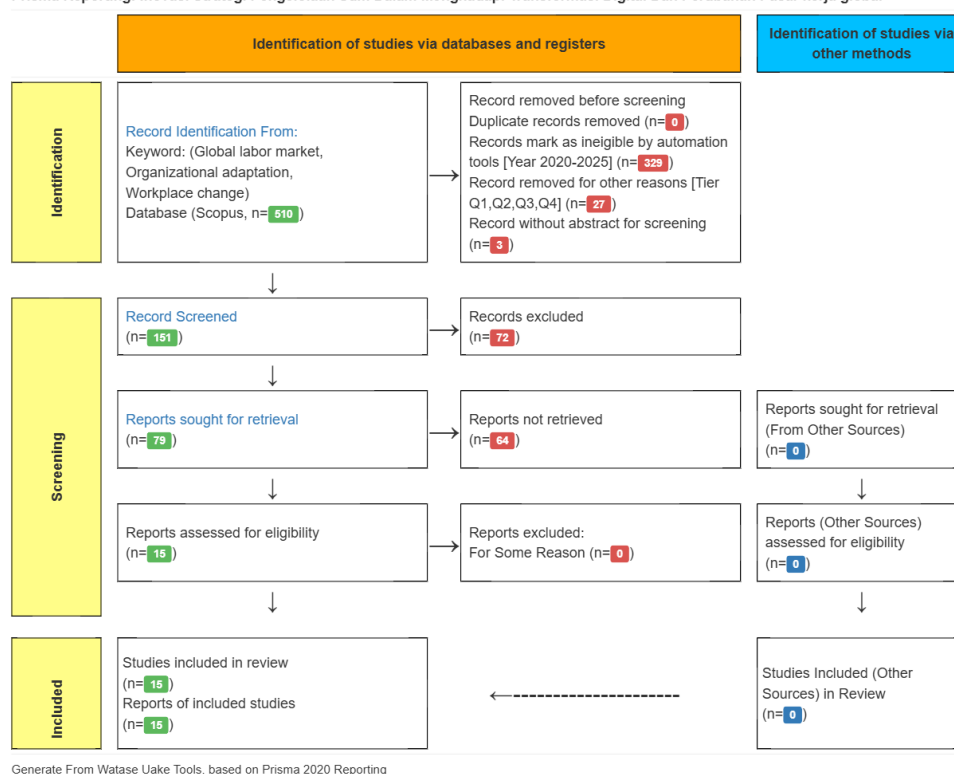 Identification of studies via databases and registers
Identification of studies via
other methods
Identification
Record Identification From:
Keyword: (Global labor market,
Organizational adaptation,
Workplace change)
Database (Scopus, n=510)
Record removed before screening
Duplicate records removed (n=0)
Records mark as ineigible by automation
tools [Year 2020-2025] (n=329)
Record removed for other reasons [Tier
Q1,Q2,Q3,Q4] (n=27)
Record without abstract for screening
(n=3)
Screening
Record Screened
(n=151)
Records excluded
(n=72)
Reports sought for retrieval
(n=79)
Reports not retrieved
(n=64)
Reports sought for retrieval
(From Other Sources)
(n=0)
Reports assessed for eligibility
(n=15)
Reports excluded:
For Some Reason (n=0)
Reports (Other Sources)
assessed for eligibility
(n=0)
Included
Studies included in review
(n=15)
Reports of included studies
(n=15)
Studies Included (Other
Sources) in Review
(n=0)
Generate From Watase Uake Tools, based on Prisma 2020 Reporting